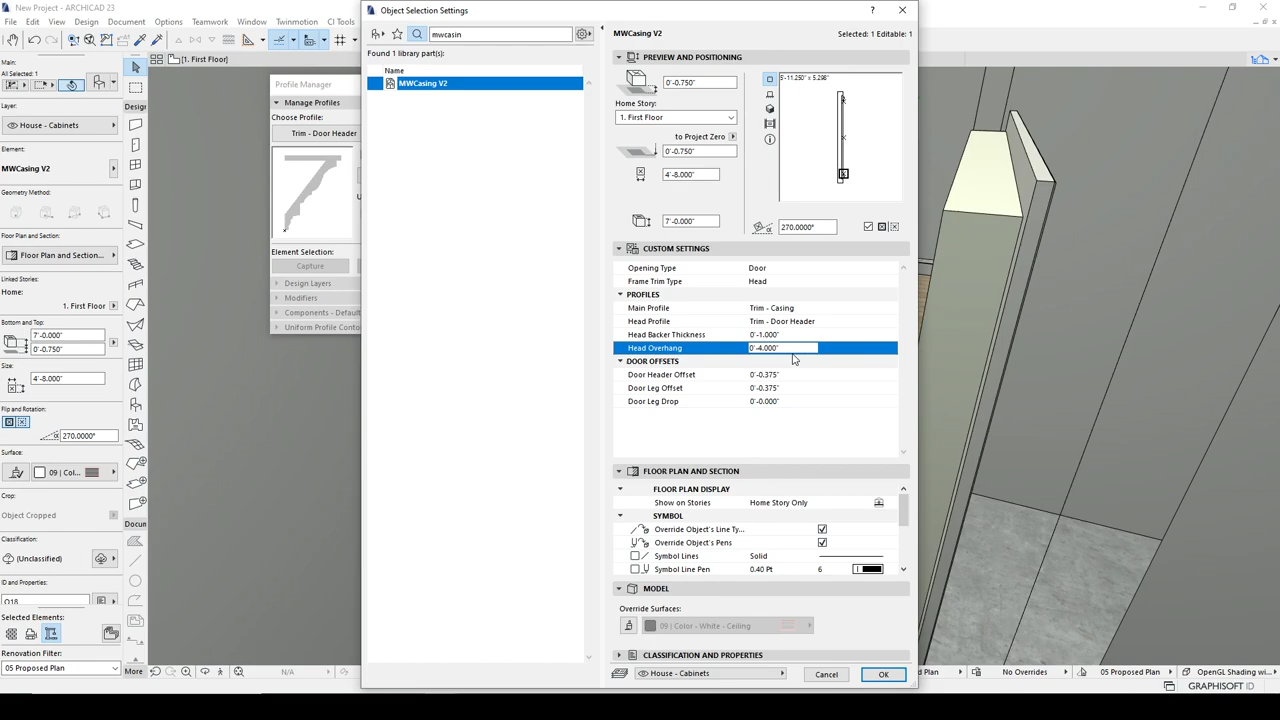 New Project - ARCHICAD 23
File Edit View Design Document Options Teamwork Window Twinmotion CI Tools
Main:
All Selected: 1
Layer:
House - Cabinets
Element:
MWCasing V2
Geometry Method:
Floor Plan and Section:
Floor Plan and Section...
Linked Stories:
Home:
1. First Floor
Bottom and Top:
7'-0.000"
0'-0.750"
Size:
4'-8.000"
Flip and Rotation:
270.0000°
Surface:
09 | Col...
Crop:
Object Cropped
Classification:
(Unclassified)
ID and Properties:
O18
Selected Elements:
Renovation Filter:
05 Proposed Plan
Desig
Docun
More
[1. First Floor]
Profile Manager
Manage Profiles
Choose Profile:
Trim - Door Header
Element Selection:
Capture
Design Layers
Modifiers
Components - Default
Uniform Profile Conto
N/A
Object Selection Settings
?
mwcasin
Found 1 library part(s):
Name
MWCasing V2
MWCasing V2
Selected: 1 Editable: 1
PREVIEW AND POSITIONING
0'-0.750"
Home Story:
1. First Floor
to Project Zero
0'-0.750"
4'-8.000"
7'-0.000"
5'-11.250" x 5.298"
270.0000°
CUSTOM SETTINGS
Opening Type Door
Frame Trim Type Head
PROFILES
Main Profile Trim - Casing
Head Profile Trim - Door Header
Head Backer Thickness 0'-1.000"
Head Overhang 0'-4.000"
DOOR OFFSETS
Door Header Offset 0'-0.375"
Door Leg Offset 0'-0.375"
Door Leg Drop 0'-0.000"
FLOOR PLAN AND SECTION
FLOOR PLAN DISPLAY
Show on Stories Home Story Only
SYMBOL
Override Object's Line Ty...
Override Object's Pens
Symbol Lines Solid
Symbol Line Pen 0.40 Pt 6
MODEL
Override Surfaces:
09 | Color - White - Ceiling
CLASSIFICATION AND PROPERTIES
House - Cabinets
Cancel
OK
d Plan
No Overrides
05 Proposed Plan
OpenGL Shading wi...
GRAPHISOFT ID